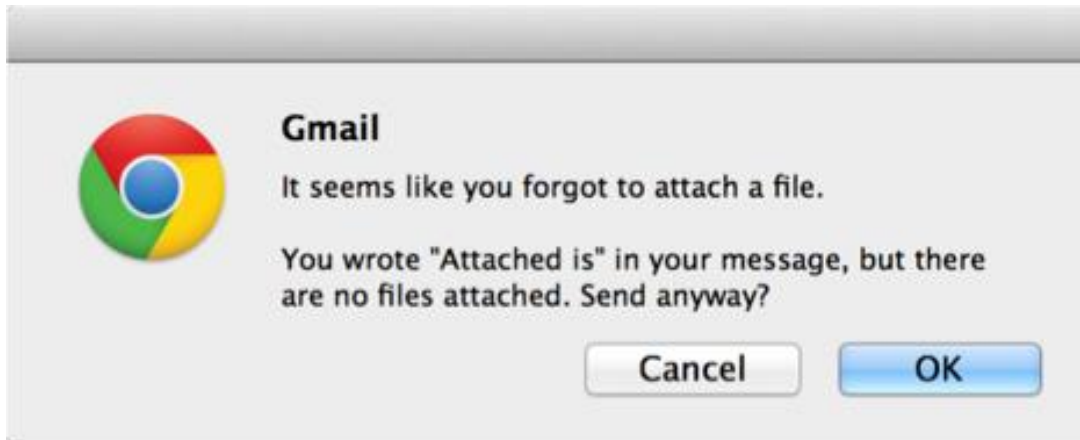 Gmail
It seems like you forgot to attach a file.
You wrote "Attached is" in your message, but there
are no files attached. Send anyway?
Cancel
OK